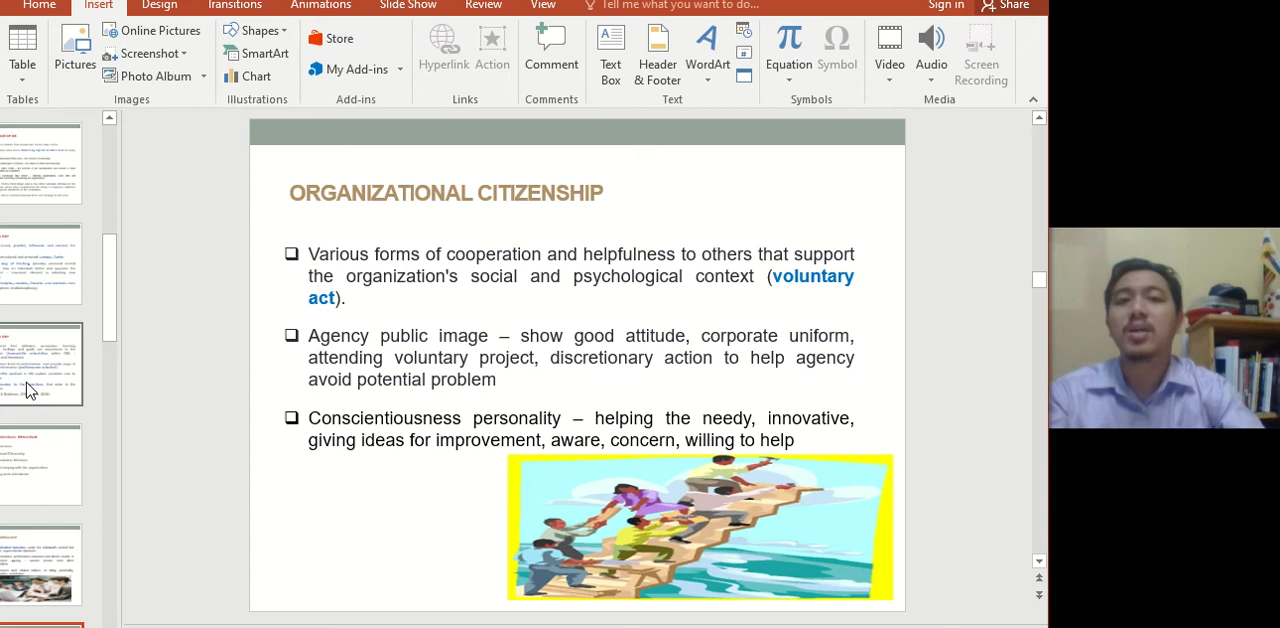 Home Insert Design Transitions Animations Slide Show Review View Tell me what you want to do... Sign in Share
Online Pictures Shapes Store
Screenshot SmartArt
Photo Album Chart My Add-ins
Table Pictures Hyperlink Action Comment Text Box Header & Footer WordArt Equation Symbol Video Audio Screen Recording
Tables Images Illustrations Add-ins Links Comments Text Symbols Media
ORGANIZATIONAL CITIZENSHIP
Various forms of cooperation and helpfulness to others that support
the organization's social and psychological context (voluntary
act).
Agency public image – show good attitude, corporate uniform,
attending voluntary project, discretionary action to help agency
avoid potential problem
Conscientiousness personality – helping the needy, innovative,
giving ideas for improvement, aware, concern, willing to help